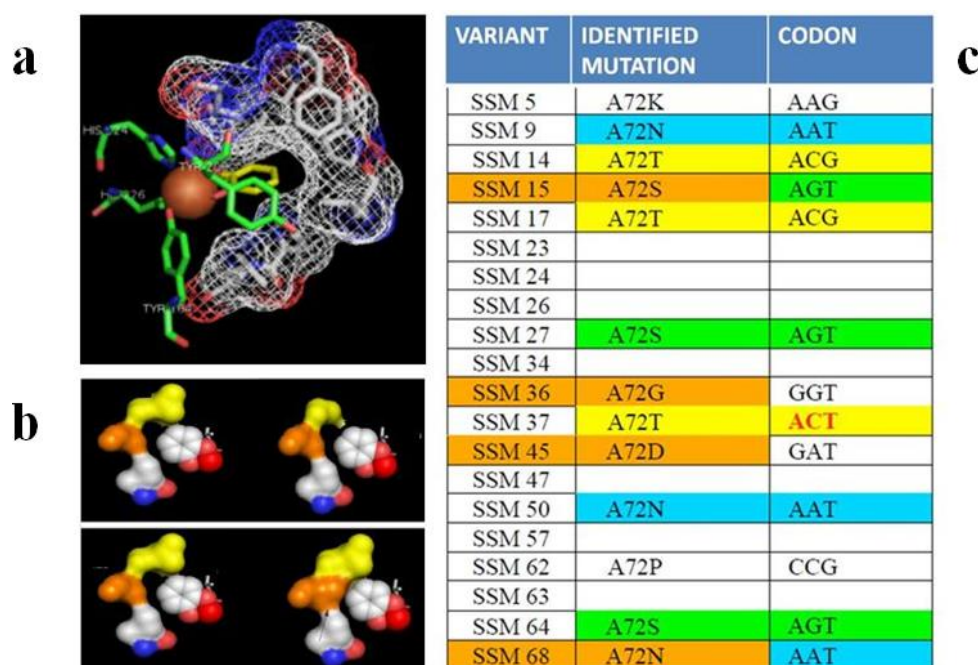 a
b
c
TYR 164
VARIANT IDENTIFIED MUTATION CODON
SSM 5 A72K AAG
SSM 9 A72N AAT
SSM 14 A72T ACG
SSM 15 A72S AGT
SSM 17 A72T ACG
SSM 23
SSM 24
SSM 26
SSM 27 A72S AGT
SSM 34
SSM 36 A72G GGT
SSM 37 A72T ACT
SSM 45 A72D GAT
SSM 47
SSM 50 A72N AAT
SSM 57
SSM 62 A72P CCG
SSM 63
SSM 64 A72S AGT
SSM 68 A72N AAT